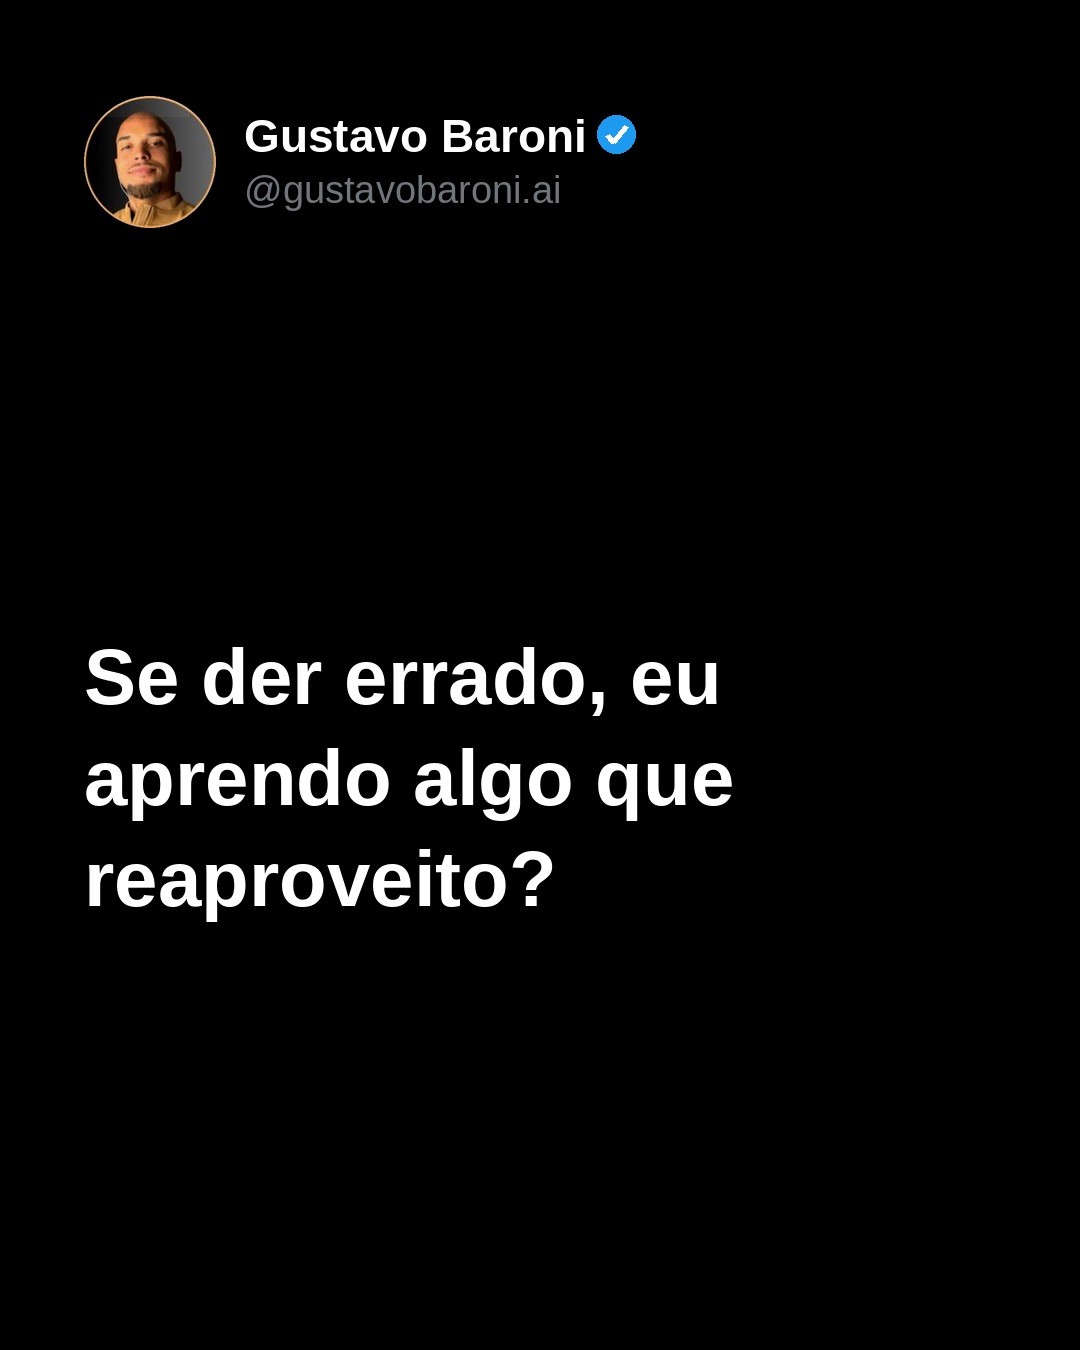 Gustavo Baroni
@gustavobaroni.ai
Se der errado, eu
aprendo algo que
reaproveito?